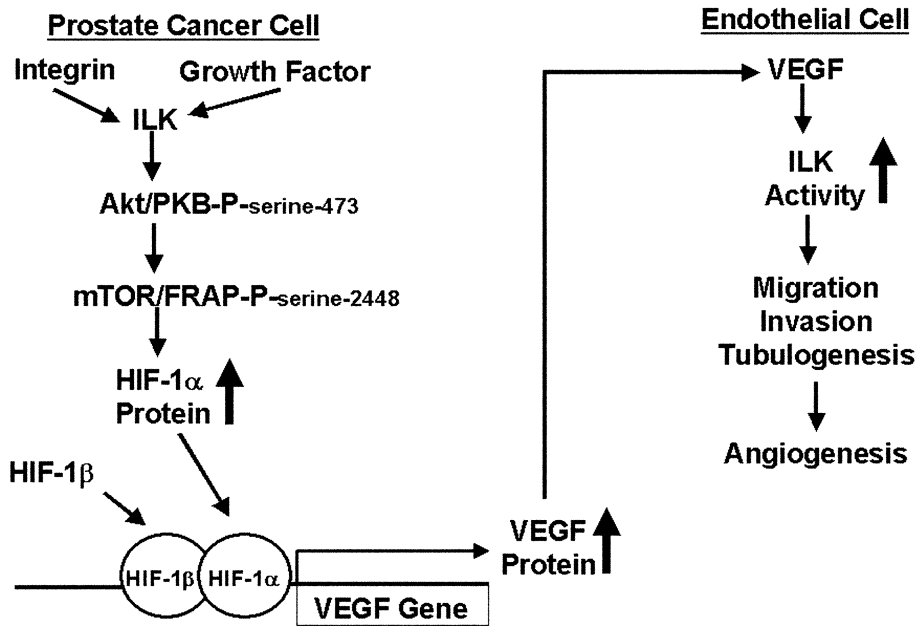 Prostate Cancer Cell
Integrin
Growth Factor
ILK
Akt/PKB-P-serine-473
mTOR/FRAP-P-serine-2448
HIF-1α
Protein
HIF-1β
HIF-1β
HIF-1α
VEGF Gene
VEGF
Protein
Endothelial Cell
VEGF
ILK
Activity
Migration
Invasion
Tubulogenesis
Angiogenesis